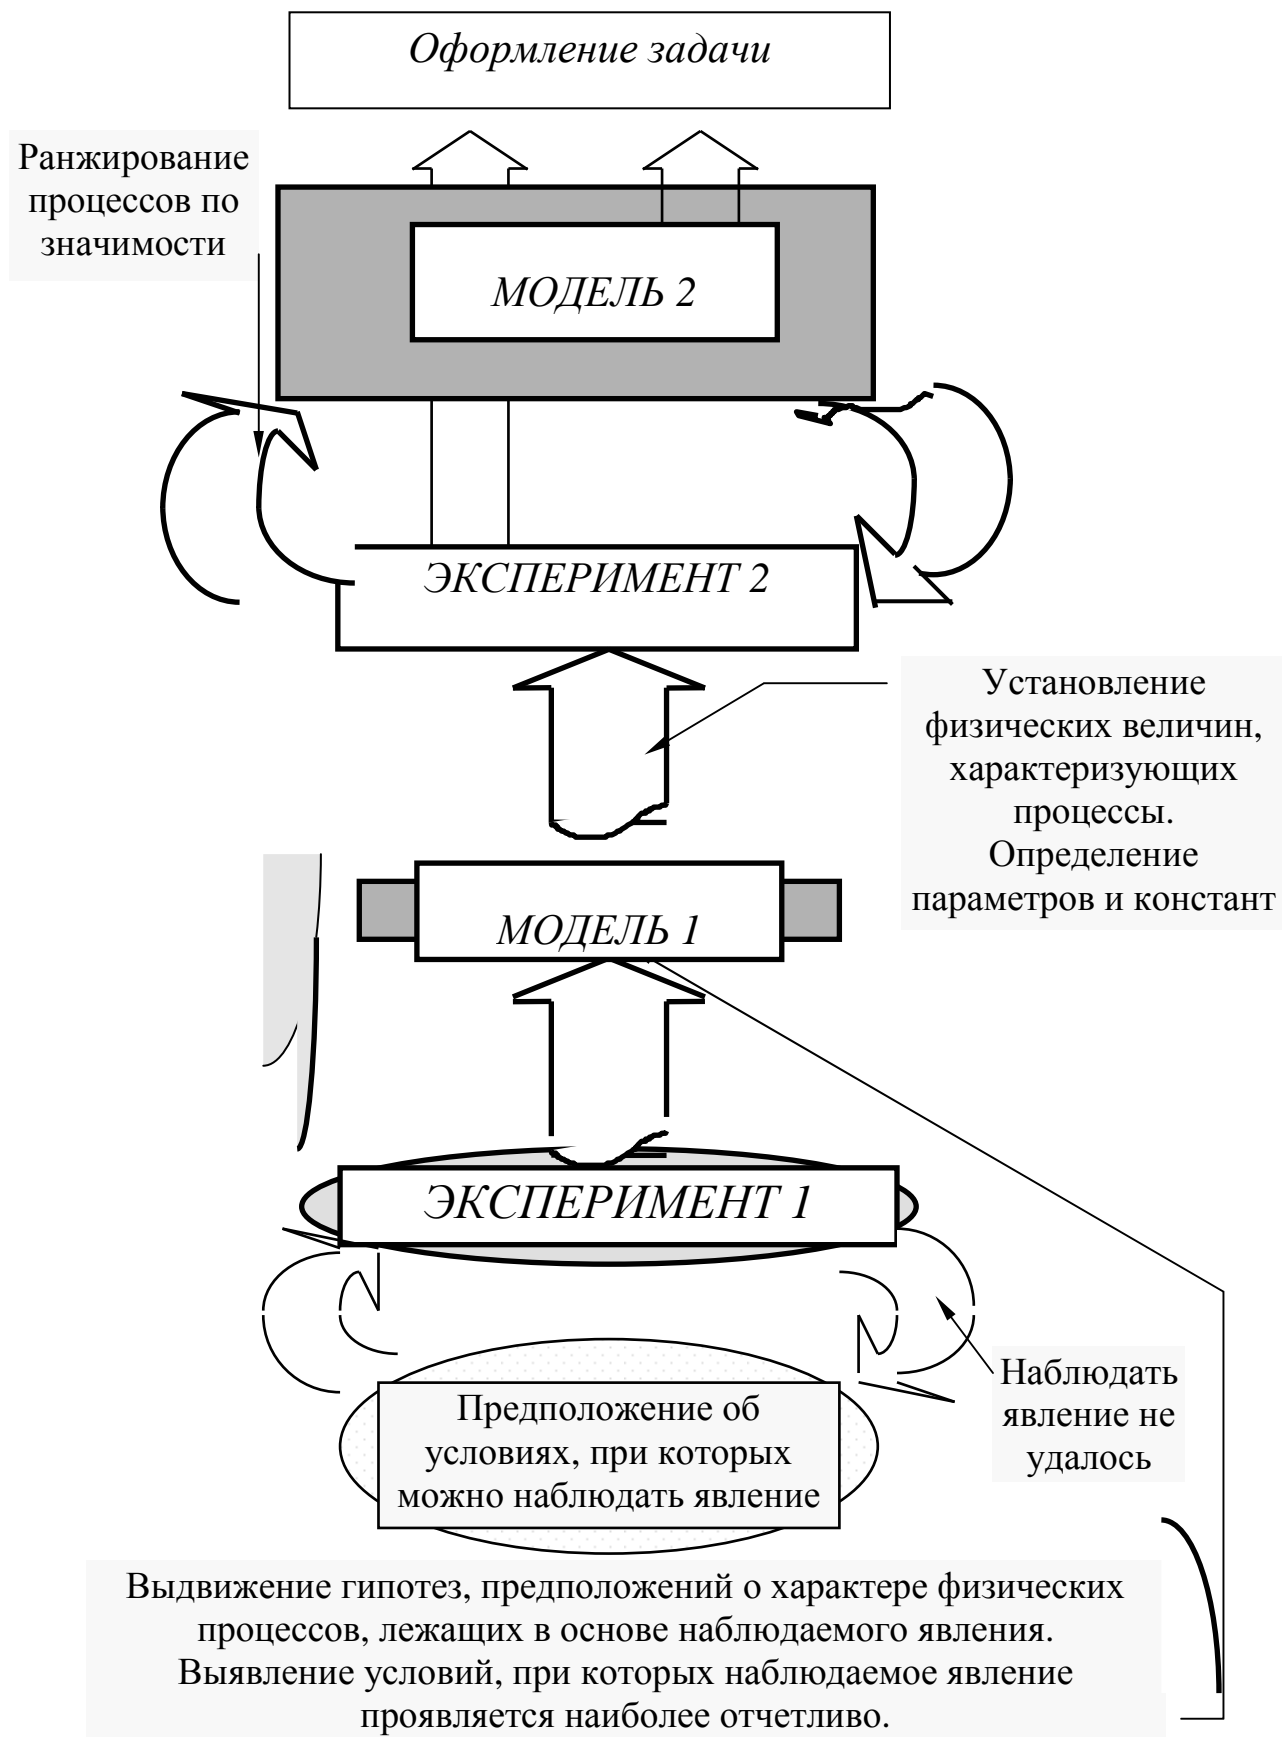 Оформление задачи
Ранжирование
процессов по
значимости
МОДЕЛЬ 2
ЭКСПЕРИМЕНТ 2
Установление
физических величин,
характеризующих
процессы.
Определение
параметров и констант
МОДЕЛЬ 1
ЭКСПЕРИМЕНТ 1
Наблюдать
явление не
удалось
Предположение об
условиях, при которых
можно наблюдать явление
Выдвижение гипотез, предположений о характере физических
процессов, лежащих в основе наблюдаемого явления.
Выявление условий, при которых наблюдаемое явление
проявляется наиболее отчетливо.